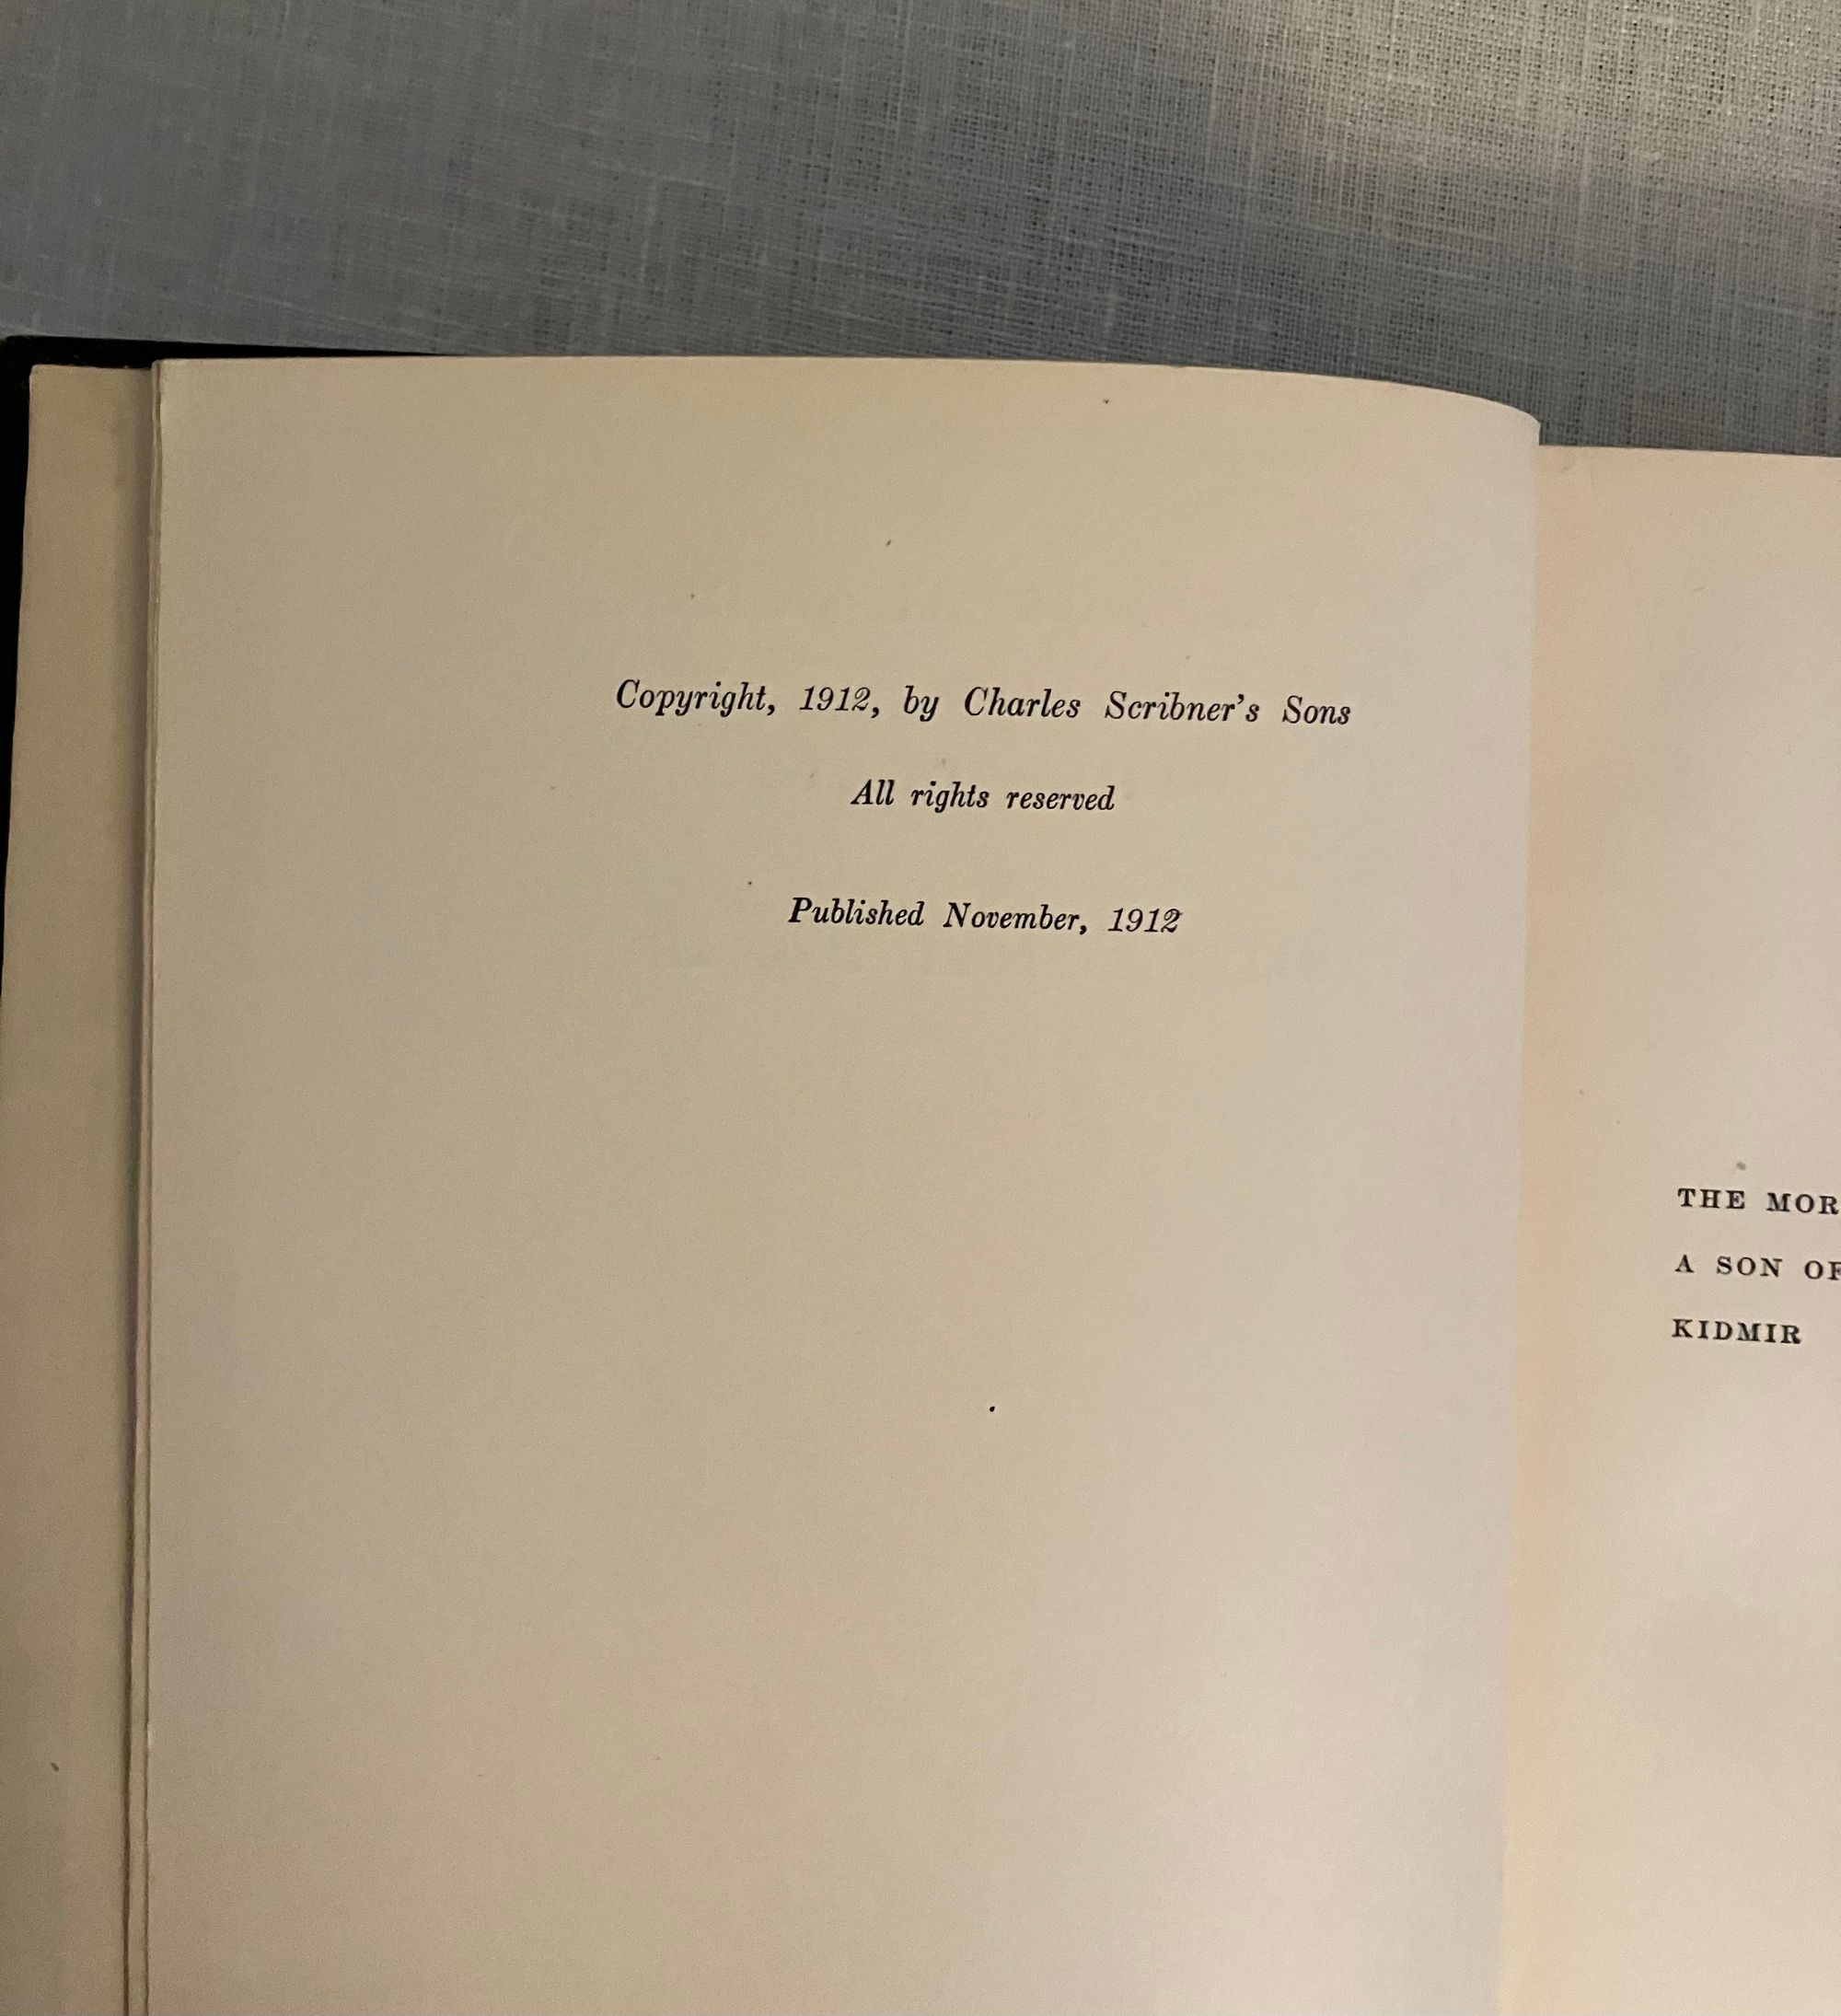 Copyright, 1912, by Charles Scribner's Sons
All rights reserved
Published November, 1912
THE MOR
A SON OF
KIDMIR